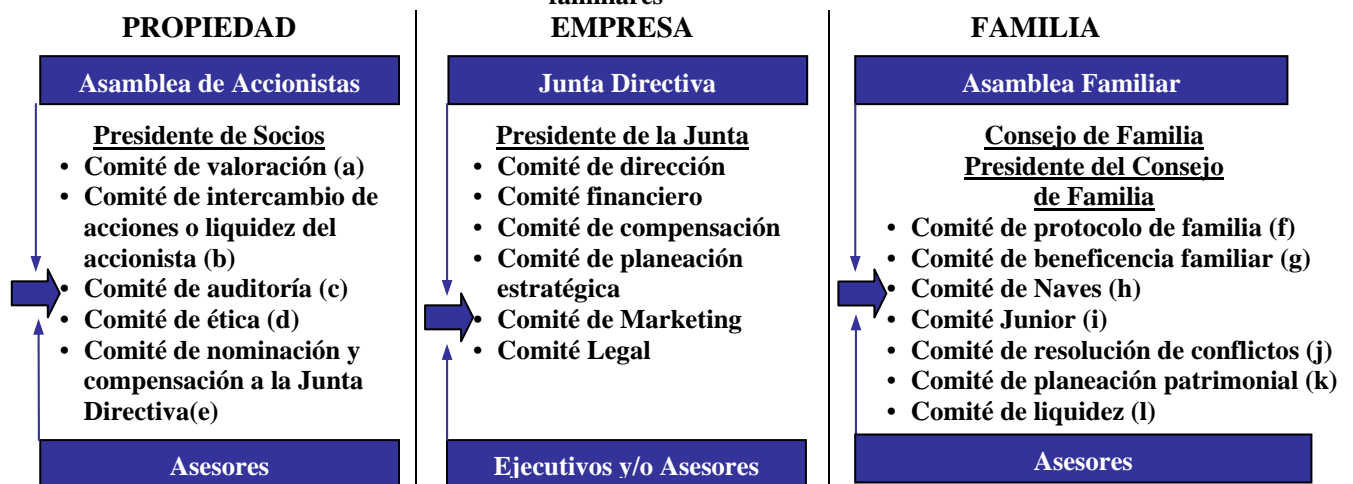 familiares
PROPIEDAD
Asamblea de Accionistas
Presidente de Socios
• Comité de valoración (a)
• Comité de intercambio de
acciones o liquidez del
accionista (b)
• Comité de auditoría (c)
• Comité de ética (d)
• Comité de nominación y
compensación a la Junta
Directiva(e)
Asesores
EMPRESA
Junta Directiva
Presidente de la Junta
• Comité de dirección
• Comité financiero
• Comité de compensación
• Comité de planeación
estratégica
• Comité de Marketing
• Comité Legal
Ejecutivos y/o Asesores
FAMILIA
Asamblea Familiar
Consejo de Familia
Presidente del Consejo
de Familia
• Comité de protocolo de familia (f)
• Comité de beneficencia familiar (g)
• Comité de Naves (h)
• Comité Junior (i)
• Comité de resolución de conflictos (j)
• Comité de planeación patrimonial (k)
• Comité de liquidez (l)
Asesores